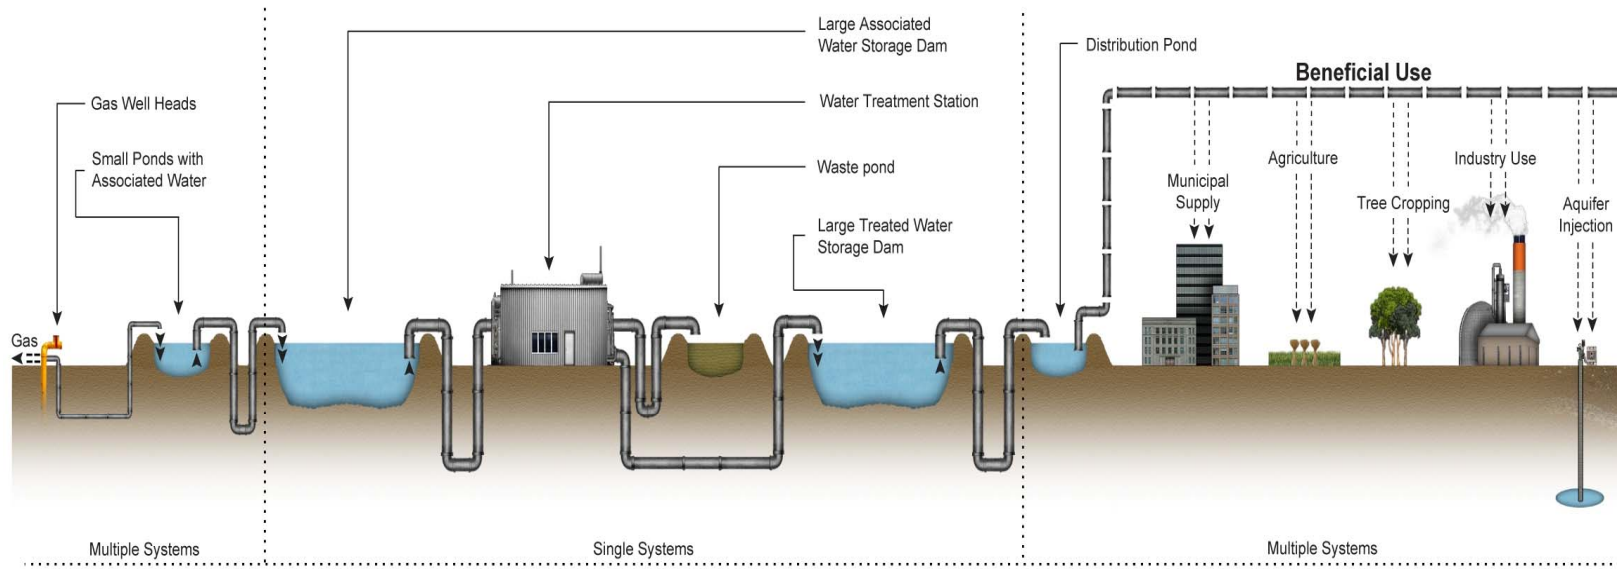 Gas Well Heads
Small Ponds with
Associated Water
Gas
Large Associated
Water Storage Dam
Water Treatment Station
Waste pond
Large Treated Water
Storage Dam
Distribution Pond
Beneficial Use
Municipal
Supply
Agriculture
Tree Cropping
Industry Use
Aquifer
Injection
Multiple Systems
Single Systems
Multiple Systems